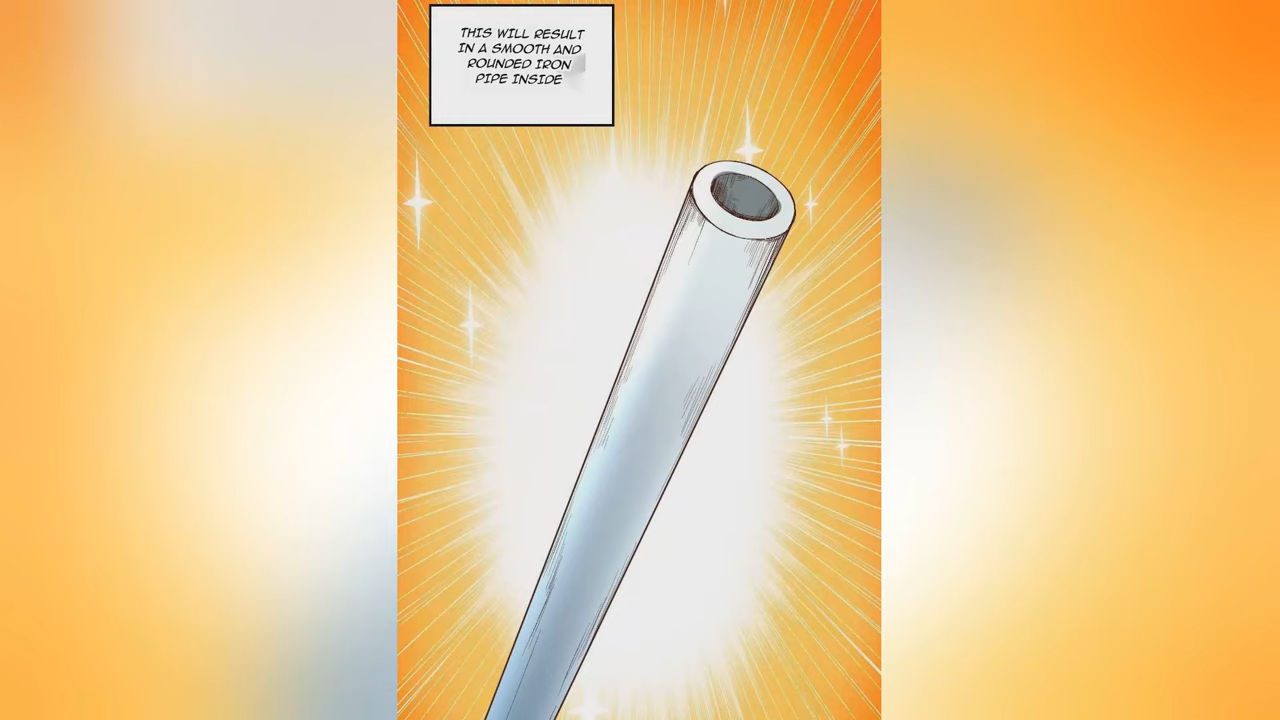 THIS WILL RESULT
IN A SMOOTH AND
ROUNDED IRON
PIPE INSIDE